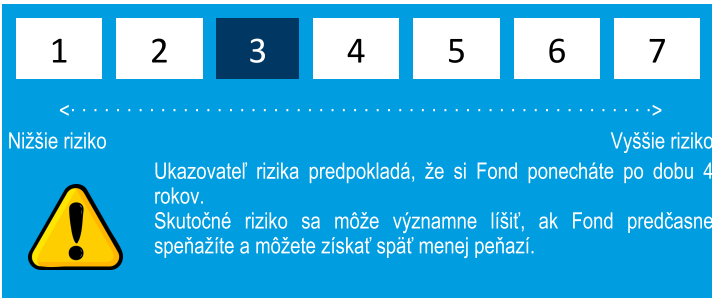 1 2 3 4 5 6 7
Nižšie riziko Vyššie riziko
Ukazovateľ rizika predpokladá, že si Fond ponecháte po dobu 4
rokov.
Skutočné riziko sa môže významne líšiť, ak Fond predčasne
speňažíte a môžete získať späť menej peňazí.